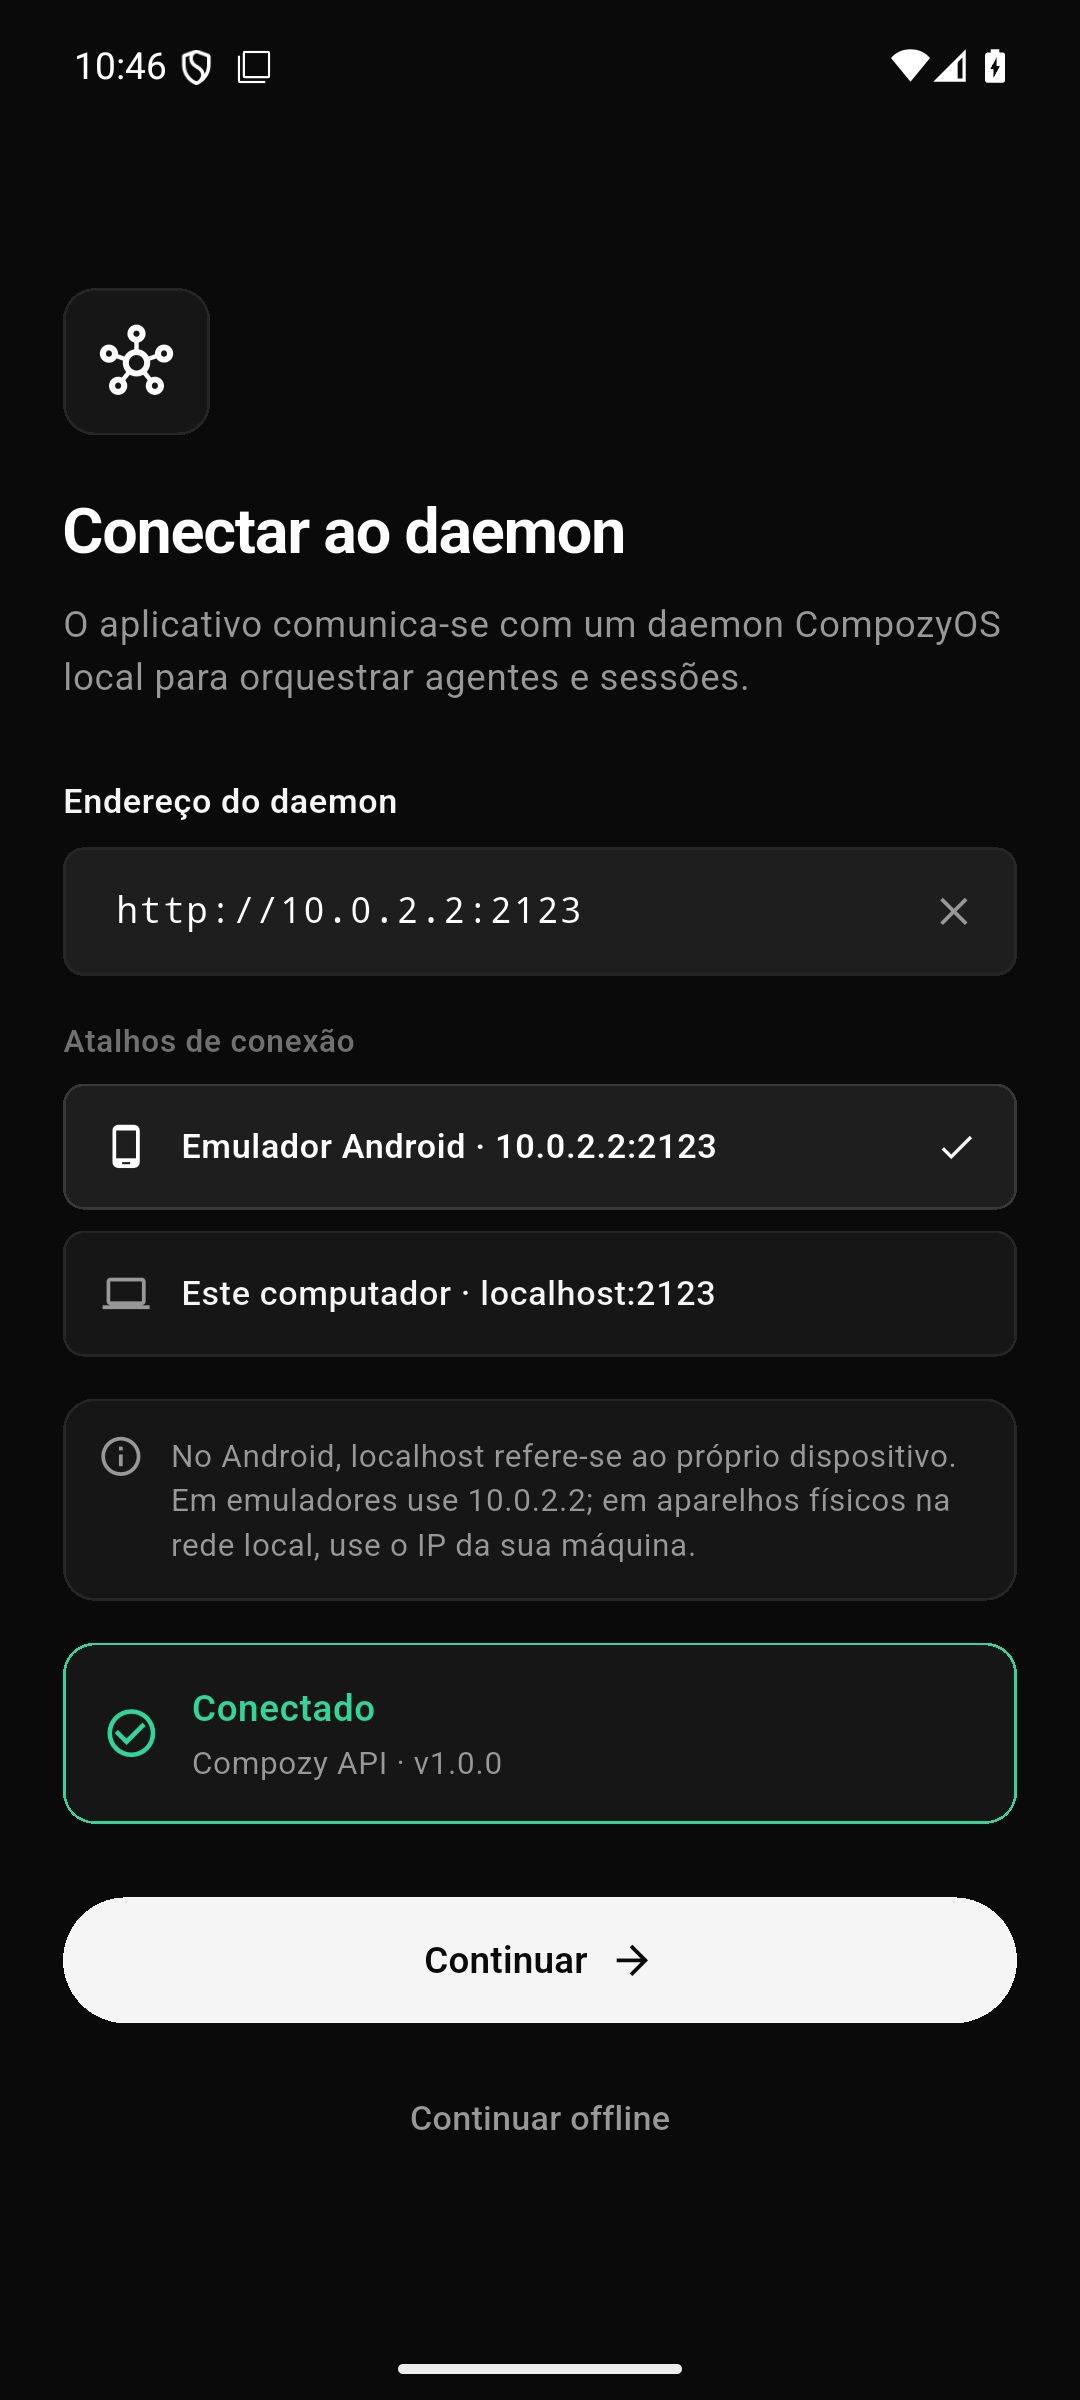 10:46
Conectar ao daemon
O aplicativo comunica-se com um daemon CompozyOS
local para orquestrar agentes e sessões.
Endereço do daemon
http://10.0.2.2:2123
Atalhos de conexão
Emulador Android · 10.0.2.2:2123
Este computador · localhost:2123
No Android, localhost refere-se ao próprio dispositivo.
Em emuladores use 10.0.2.2; em aparelhos físicos na
rede local, use o IP da sua máquina.
Conectado
Compozy API · v1.0.0
Continuar
Continuar offline